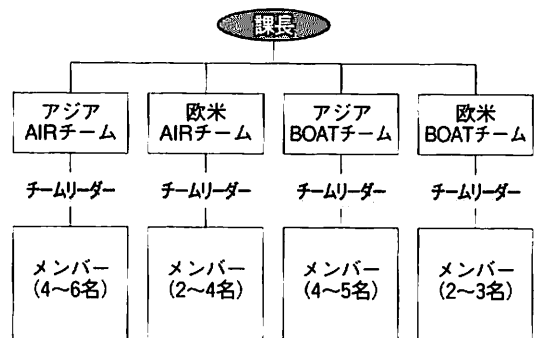 課長
アジア
AIRチーム
欧米
AIRチーム
アジア
BOATチーム
欧米
BOATチーム
チームリーダー
チームリーダー
チームリーダー
チームリーダー
メンバー
(4〜6名)
メンバー
(2〜4名)
メンバー
(4〜5名)
メンバー
(2〜3名)